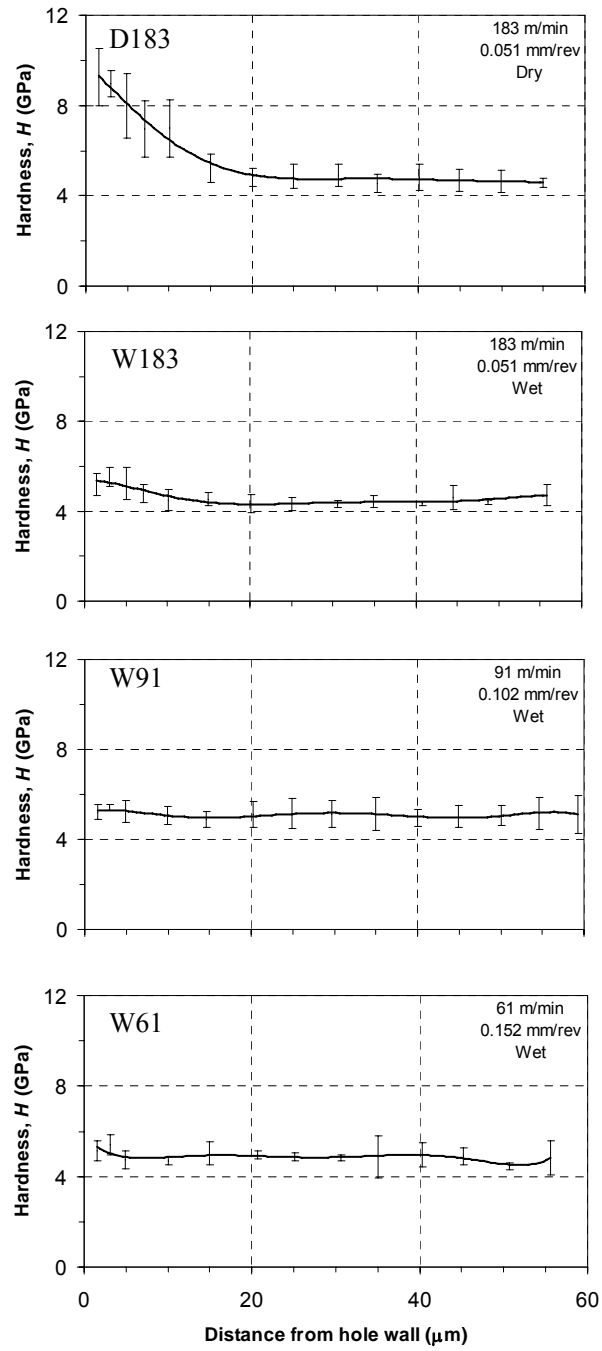 D183
183 m/min
0.051 mm/rev
Dry
12
8
4
0
Hardness, H (GPa)
W183
183 m/min
0.051 mm/rev
Wet
12
8
4
0
Hardness, H (GPa)
W91
91 m/min
0.102 mm/rev
Wet
12
8
4
0
Hardness, H (GPa)
W61
61 m/min
0.152 mm/rev
Wet
12
8
4
0
Hardness, H (GPa)
0 20 40 60
Distance from hole wall (μm)